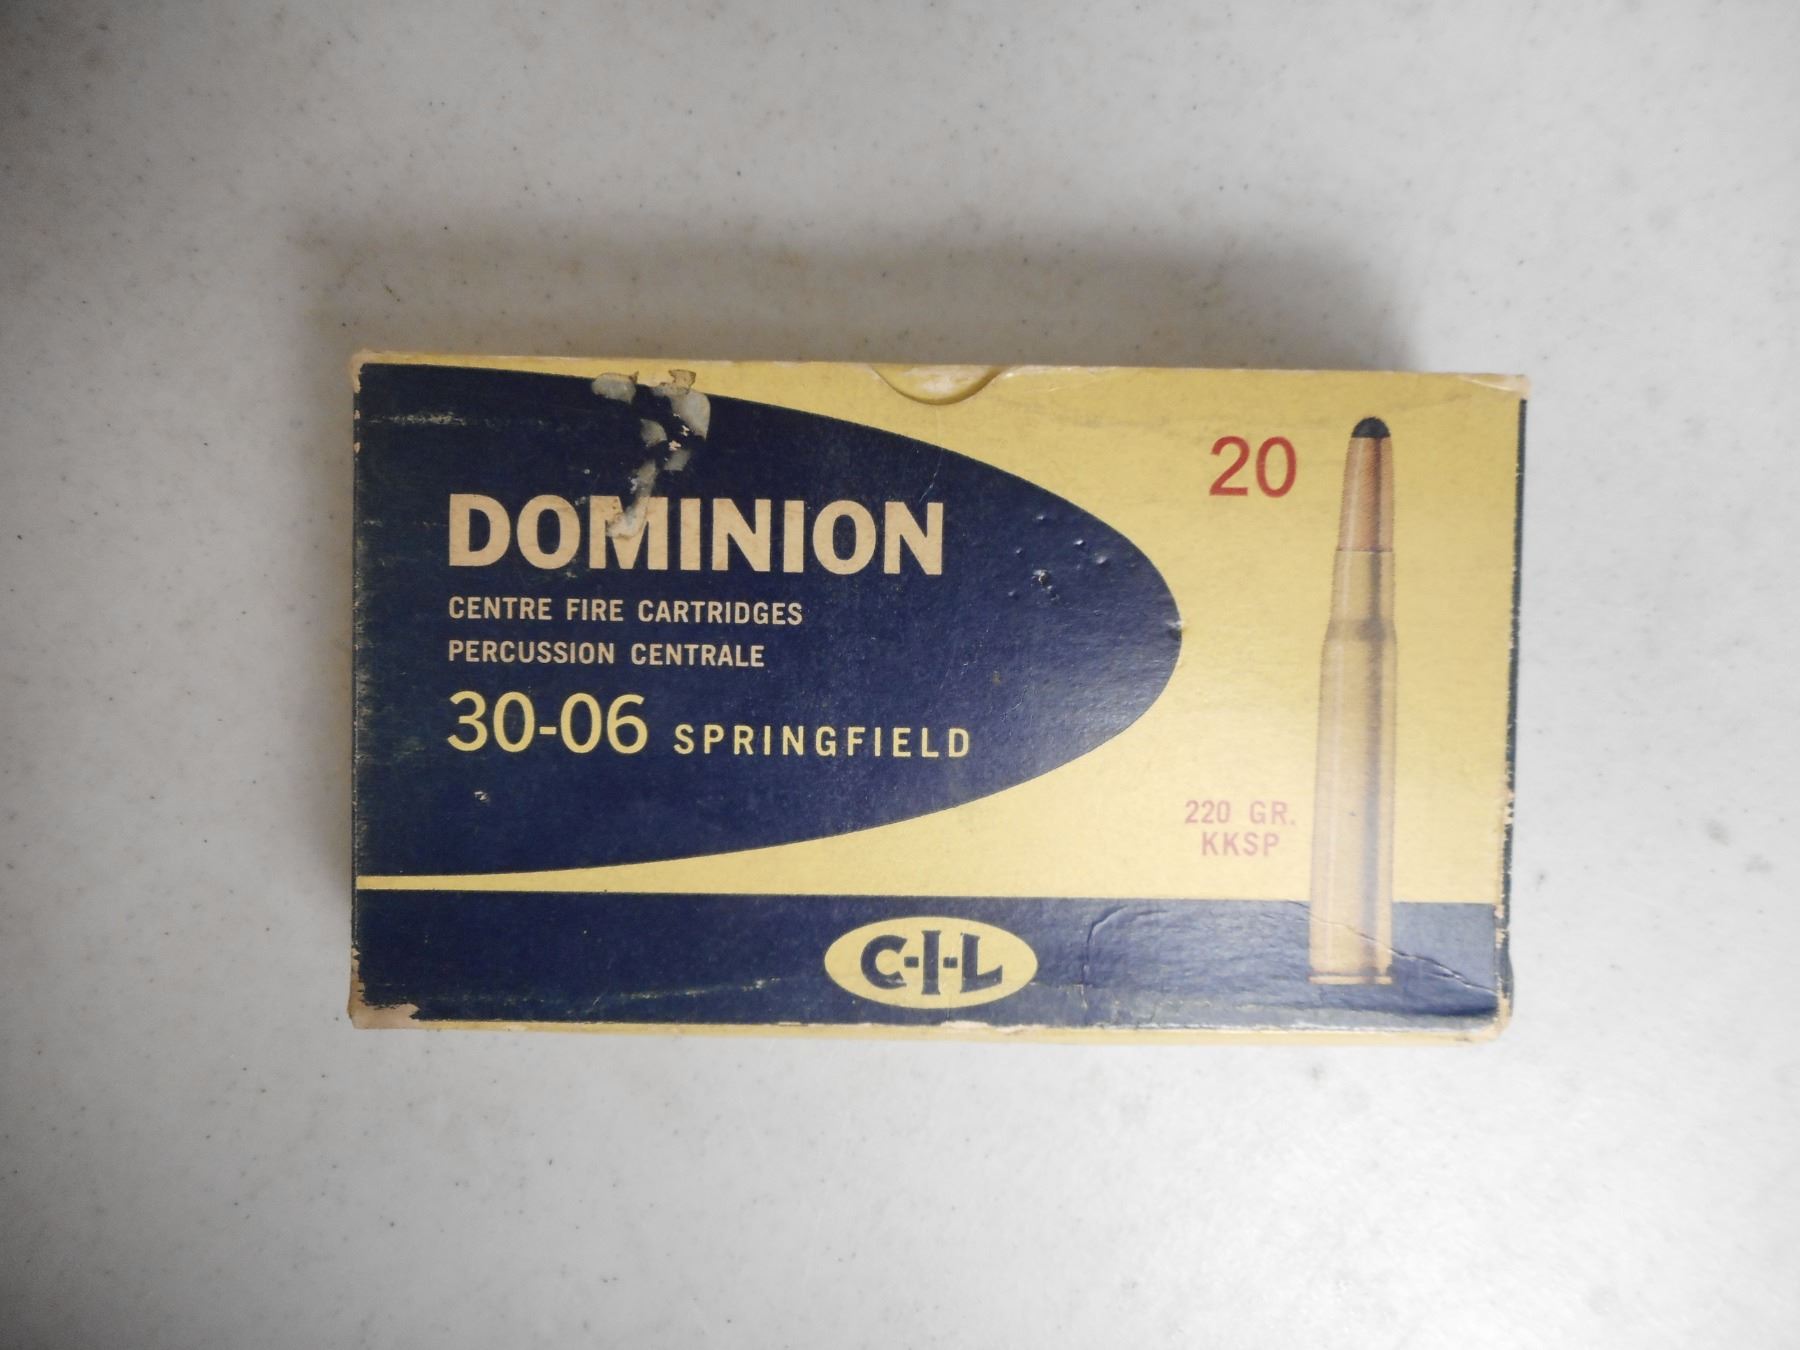 20
DOMINION
CENTRE FIRE CARTRIDGES
PERCUSSION CENTRALE
30-06 SPRINGFIELD
220 GR.
KKSP
C-I-L